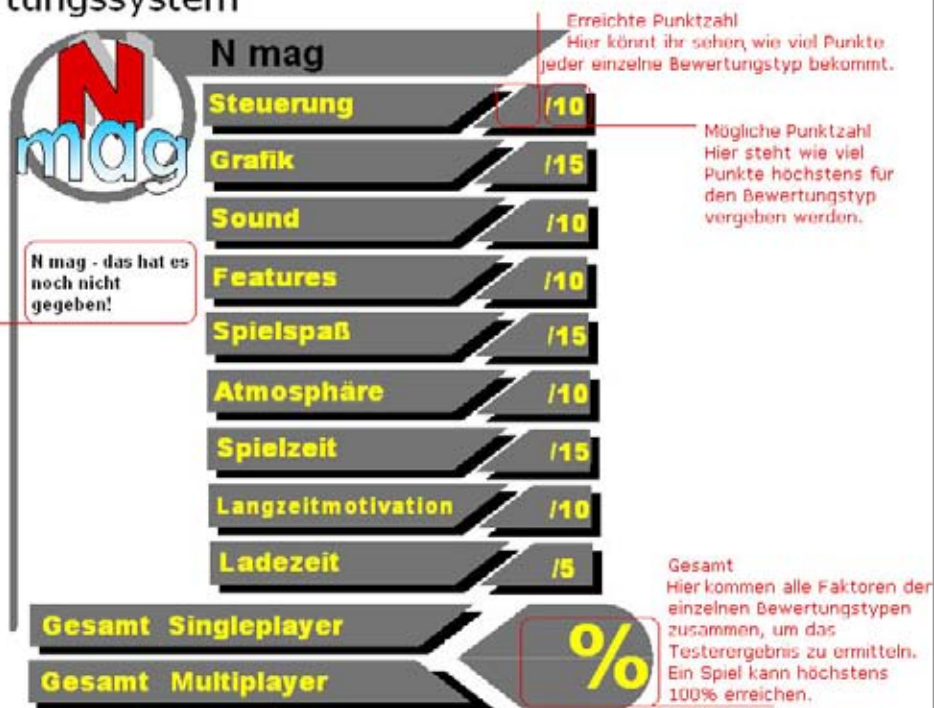 tungssystem
N
mag
N mag
Erreichte Punktzahl
Hier könnt ihr sehen, wie viel Punkte
jeder einzelne Bewertungstyp bekommt.
Steuerung /10
Mögliche Punktzahl
Hier steht wie viel
Punkte höchstens für
den Bewertungstyp
vergeben werden.
Grafik /15
Sound /10
N mag - das hat es
noch nicht
gegeben!
Features /10
Spielspaß /15
Atmosphäre /10
Spielzeit /15
Langzeitmotivation /10
Ladezeit /5
Gesamt Singleplayer
Gesamt Multiplayer
%
Gesamt
Hier kommen alle Faktoren der
einzelnen Bewertungstypen
zusammen, um das
Testerergebnis zu ermitteln.
Ein Spiel kann höchstens
100% erreichen.